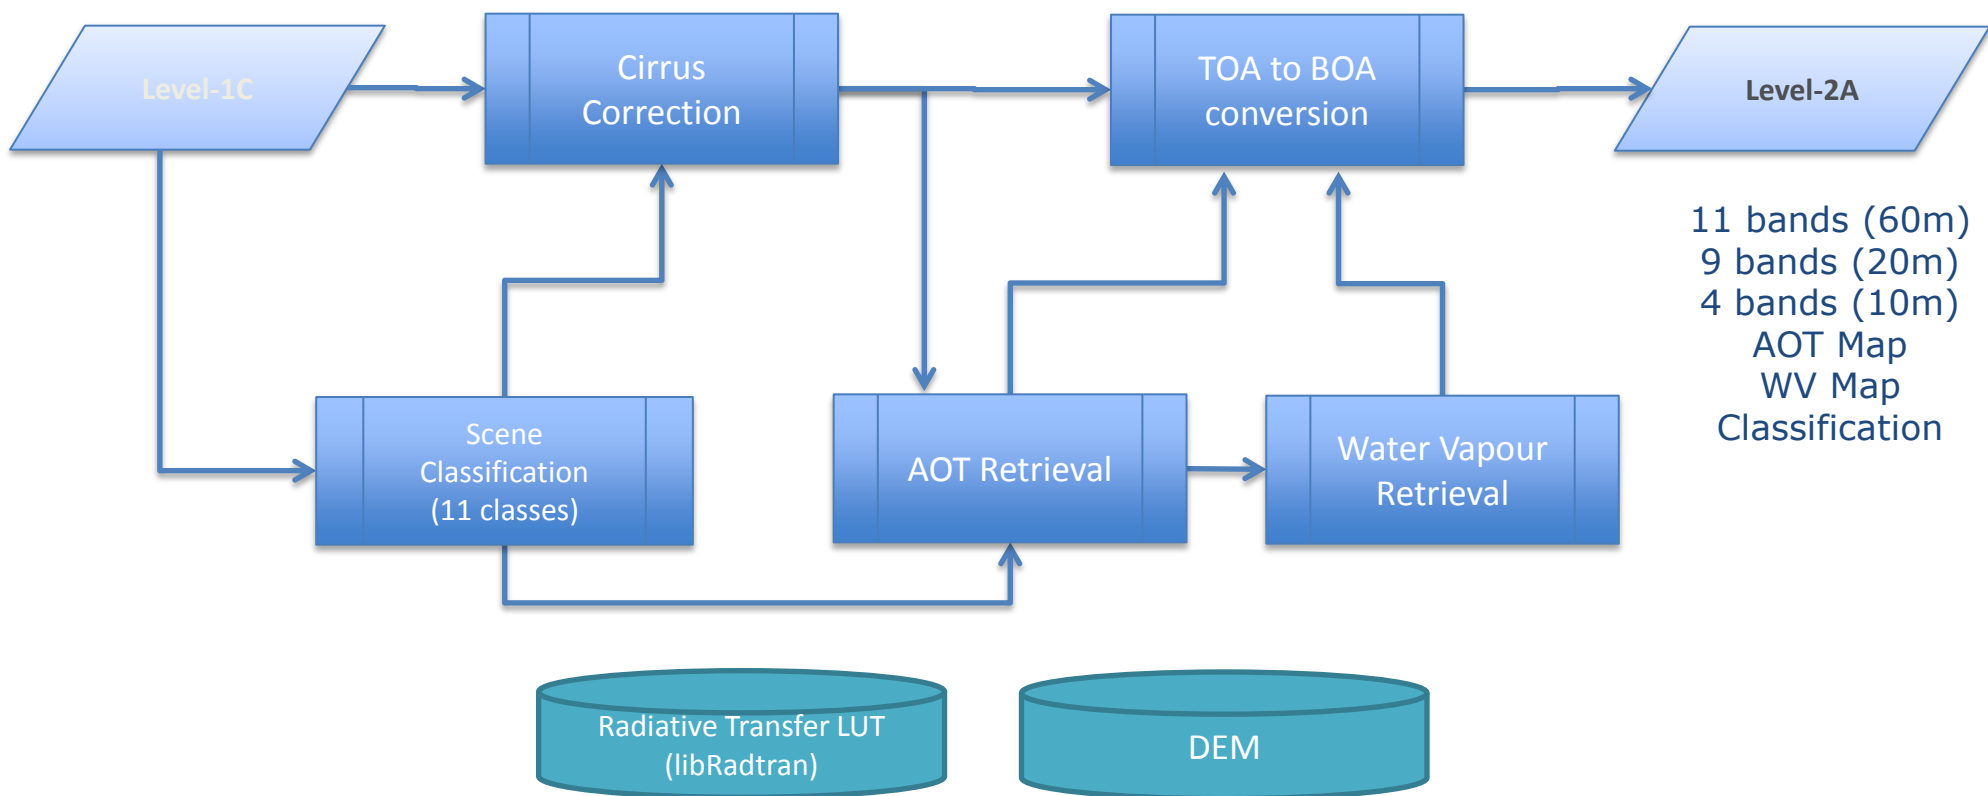 Level-1C
Cirrus
Correction
TOA to BOA
conversion
Level-2A
11 bands (60m)
9 bands (20m)
4 bands (10m)
AOT Map
WV Map
Classification
Scene
Classification
(11 classes)
AOT Retrieval
Water Vapour
Retrieval
Radiative Transfer LUT
(libRadtran)
DEM